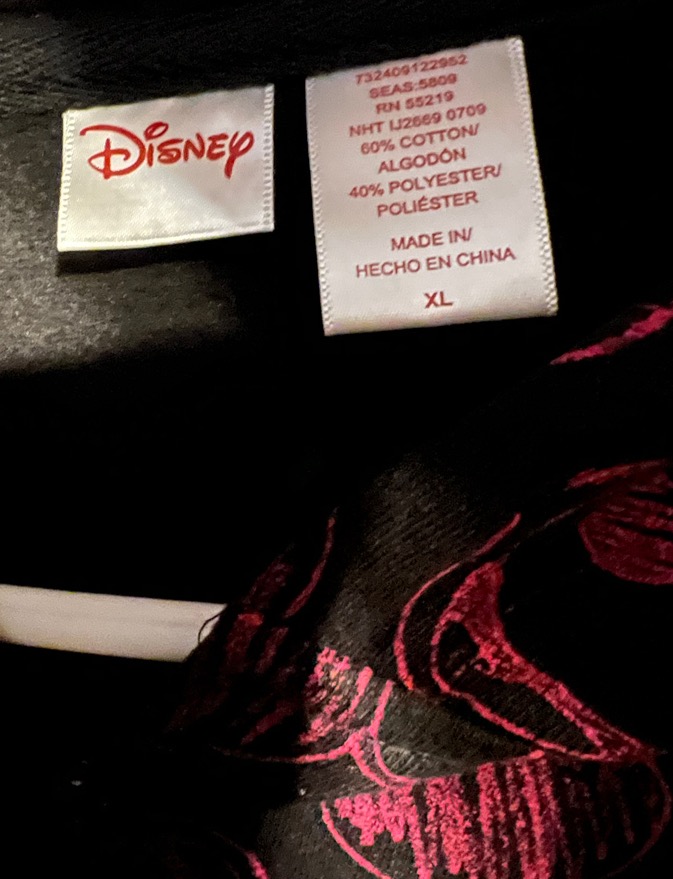 DISNEY
732409122952
SEAS:5809
RN 55219
NHT IJ2669 0709
60% COTTON/
ALGODÓN
40% POLYESTER/
POLIÉSTER
MADE IN/
HECHO EN CHINA
XL